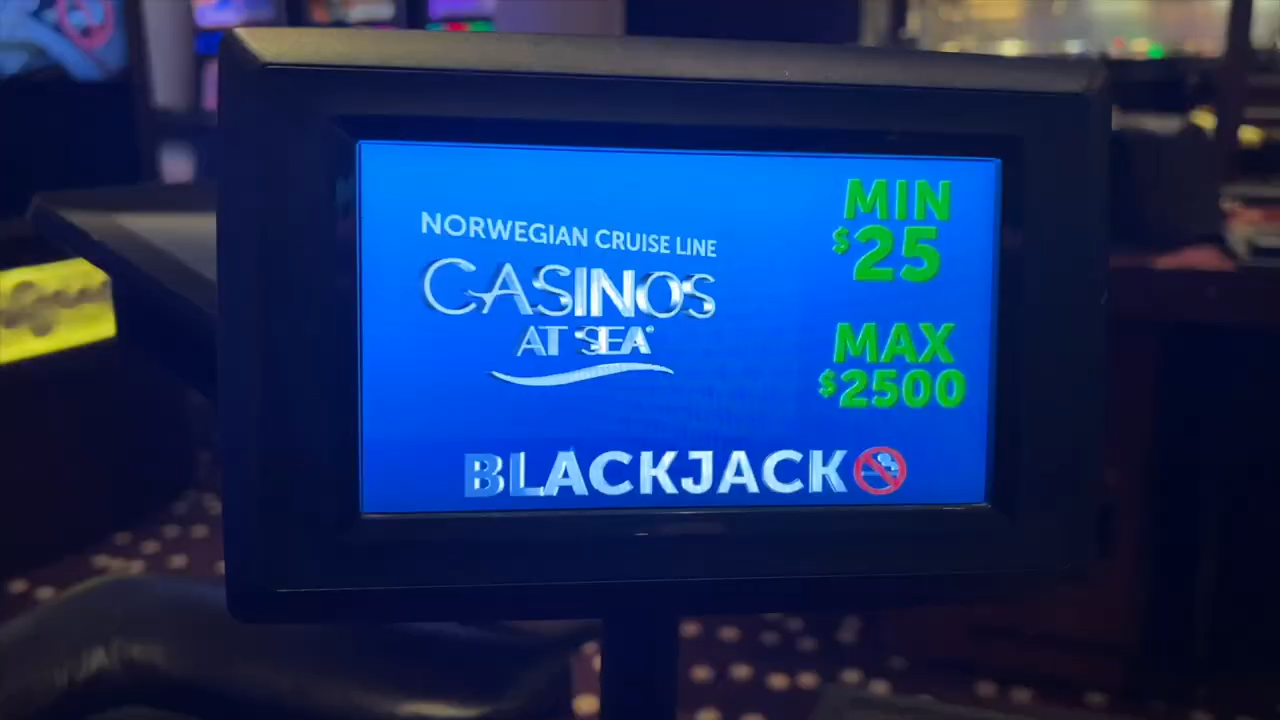 NORWEGIAN CRUISE LINE
CASINOS
AT SEA®
MIN
$25
MAX
$2500
BLACKJACK